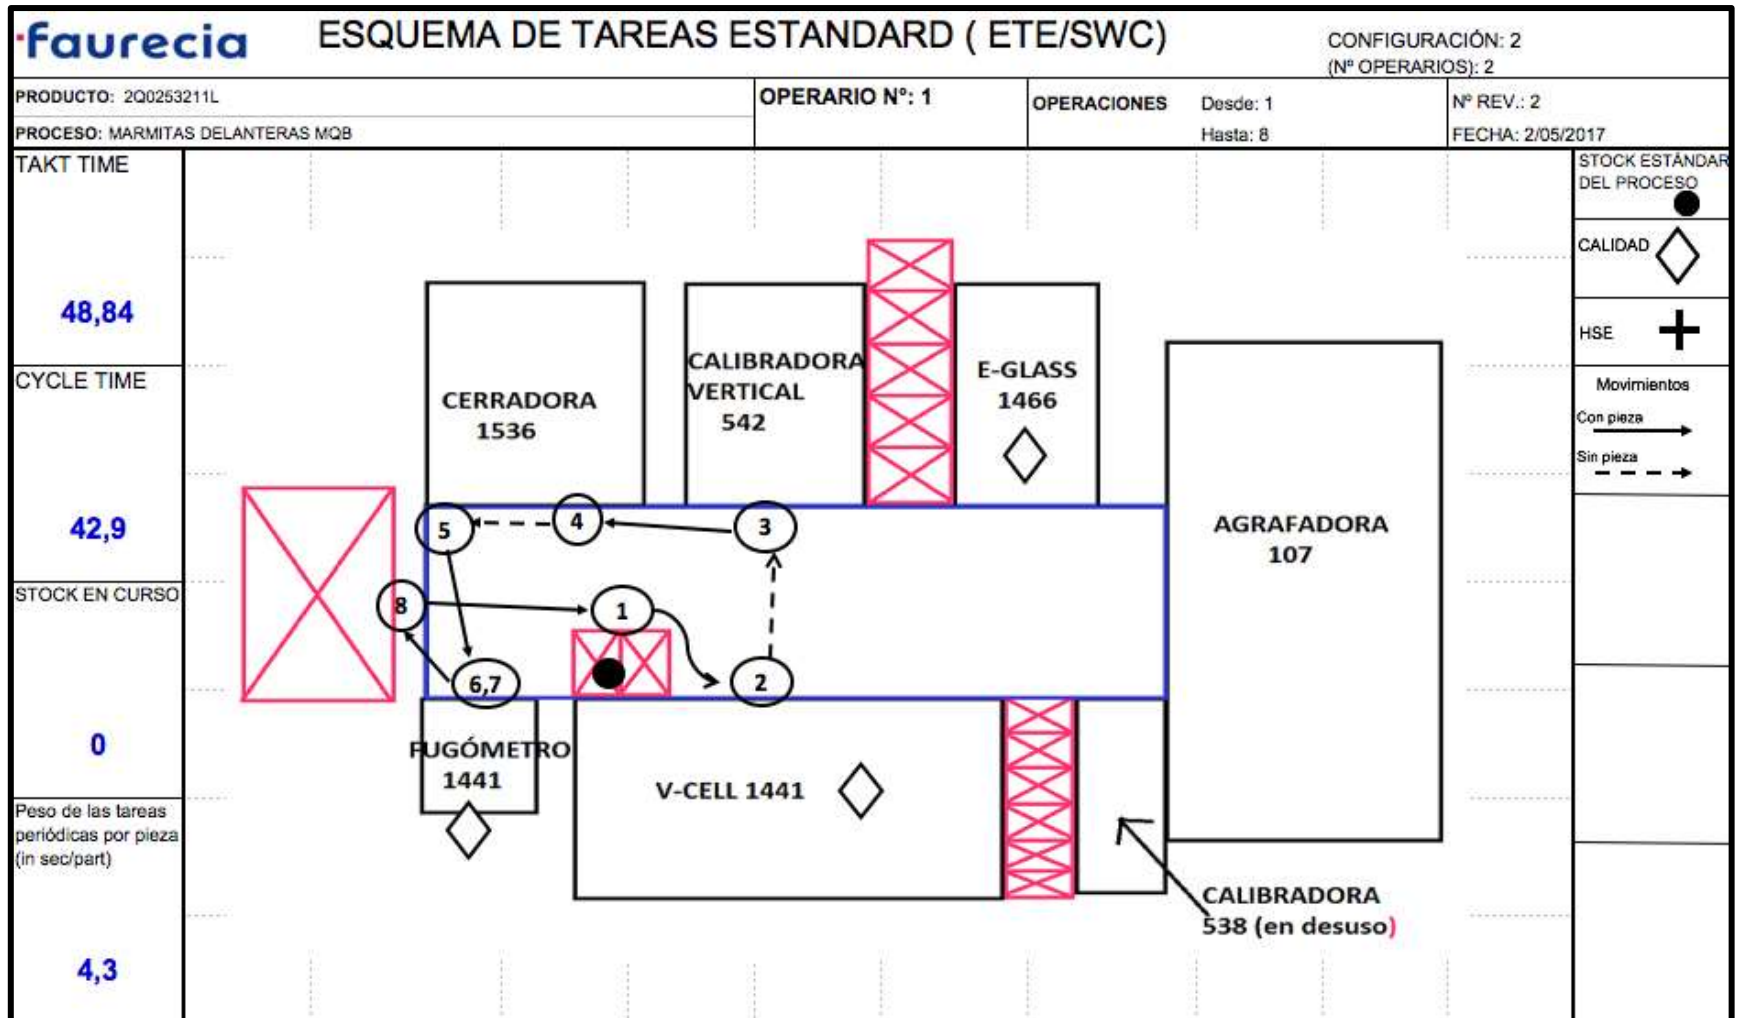 faurecia
ESQUEMA DE TAREAS ESTANDARD ( ETE/SWC)
CONFIGURACIÓN: 2
(Nº OPERARIOS): 2
PRODUCTO: 2Q0253211L
OPERARIO Nº: 1
OPERACIONES
Desde: 1
Nº REV.: 2
PROCESO: MARMITAS DELANTERAS MQB
Hasta: 8
FECHA: 2/05/2017
TAKT TIME
48,84
CYCLE TIME
42,9
STOCK EN CURSO
0
Peso de las tareas
periódicas por pieza
(in sec/part)
4,3
CERRADORA
1536
CALIBRADORA
VERTICAL
542
E-GLASS
1466
AGRAFADORA
107
5
4
3
8
1
6,7
2
FUGÓMETRO
1441
V-CELL 1441
CALIBRADORA
538 (en desuso)
STOCK ESTÁNDAR
DEL PROCESO
CALIDAD
HSE
Movimientos
Con pieza
Sin pieza